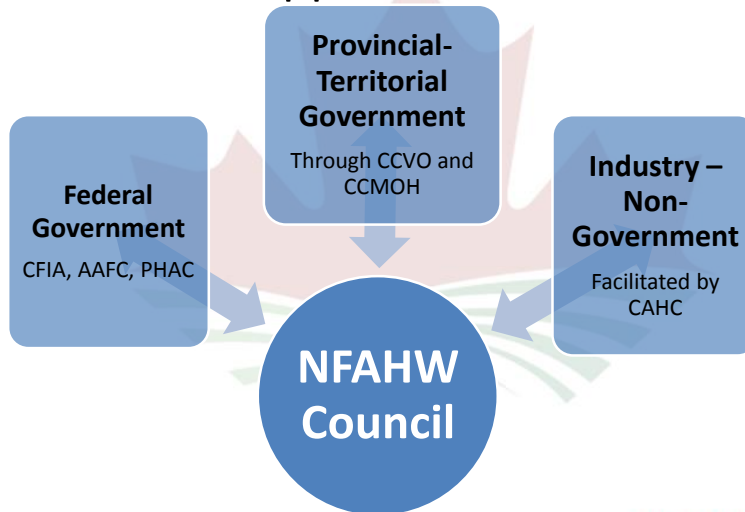 Federal
Government
CFIA, AAFC, PHAC
Provincial-
Territorial
Government
Through CCVO and
CCMOH
Industry –
Non-
Government
Facilitated by
CAHC
NFAHW
Council